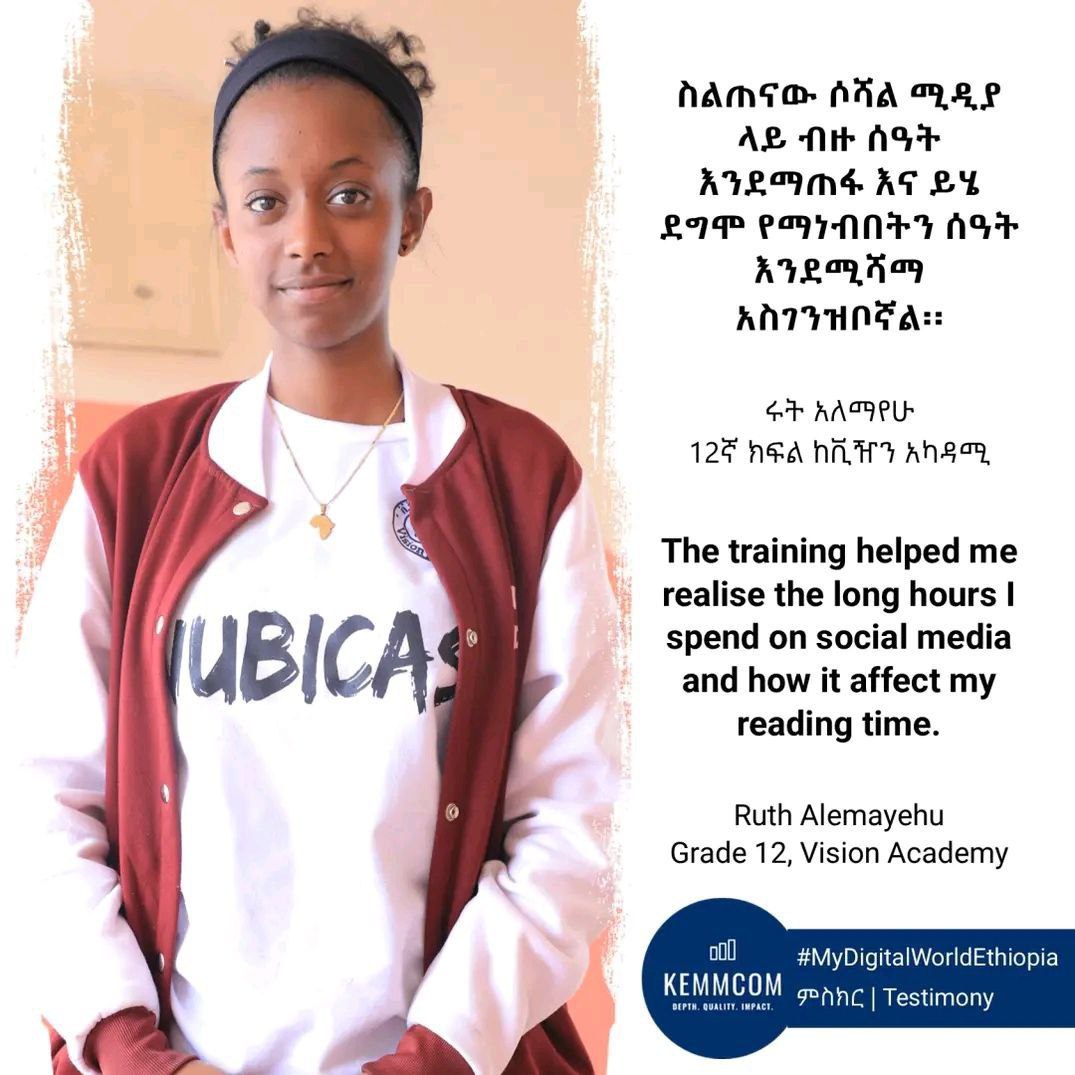 ስልጠናው ሶሻል ሚዲያ
ላይ ብዙ ሰዓት
እንደማጠፋ እና ይሄ
ደግሞ የማነብበትን ሰዓት
እንደሚሻማ
አስገንዝቦኛል።
ሩት አለማየሁ
12ኛ ክፍል ከቪዥን አካዳሚ
The training helped me
realise the long hours I
spend on social media
and how it affect my
reading time.
Ruth Alemayehu
Grade 12, Vision Academy
#MyDigitalWorldEthiopia
ምስክር | Testimony
KEMMCOM
DEPTH. QUALITY. IMPACT.
Vision